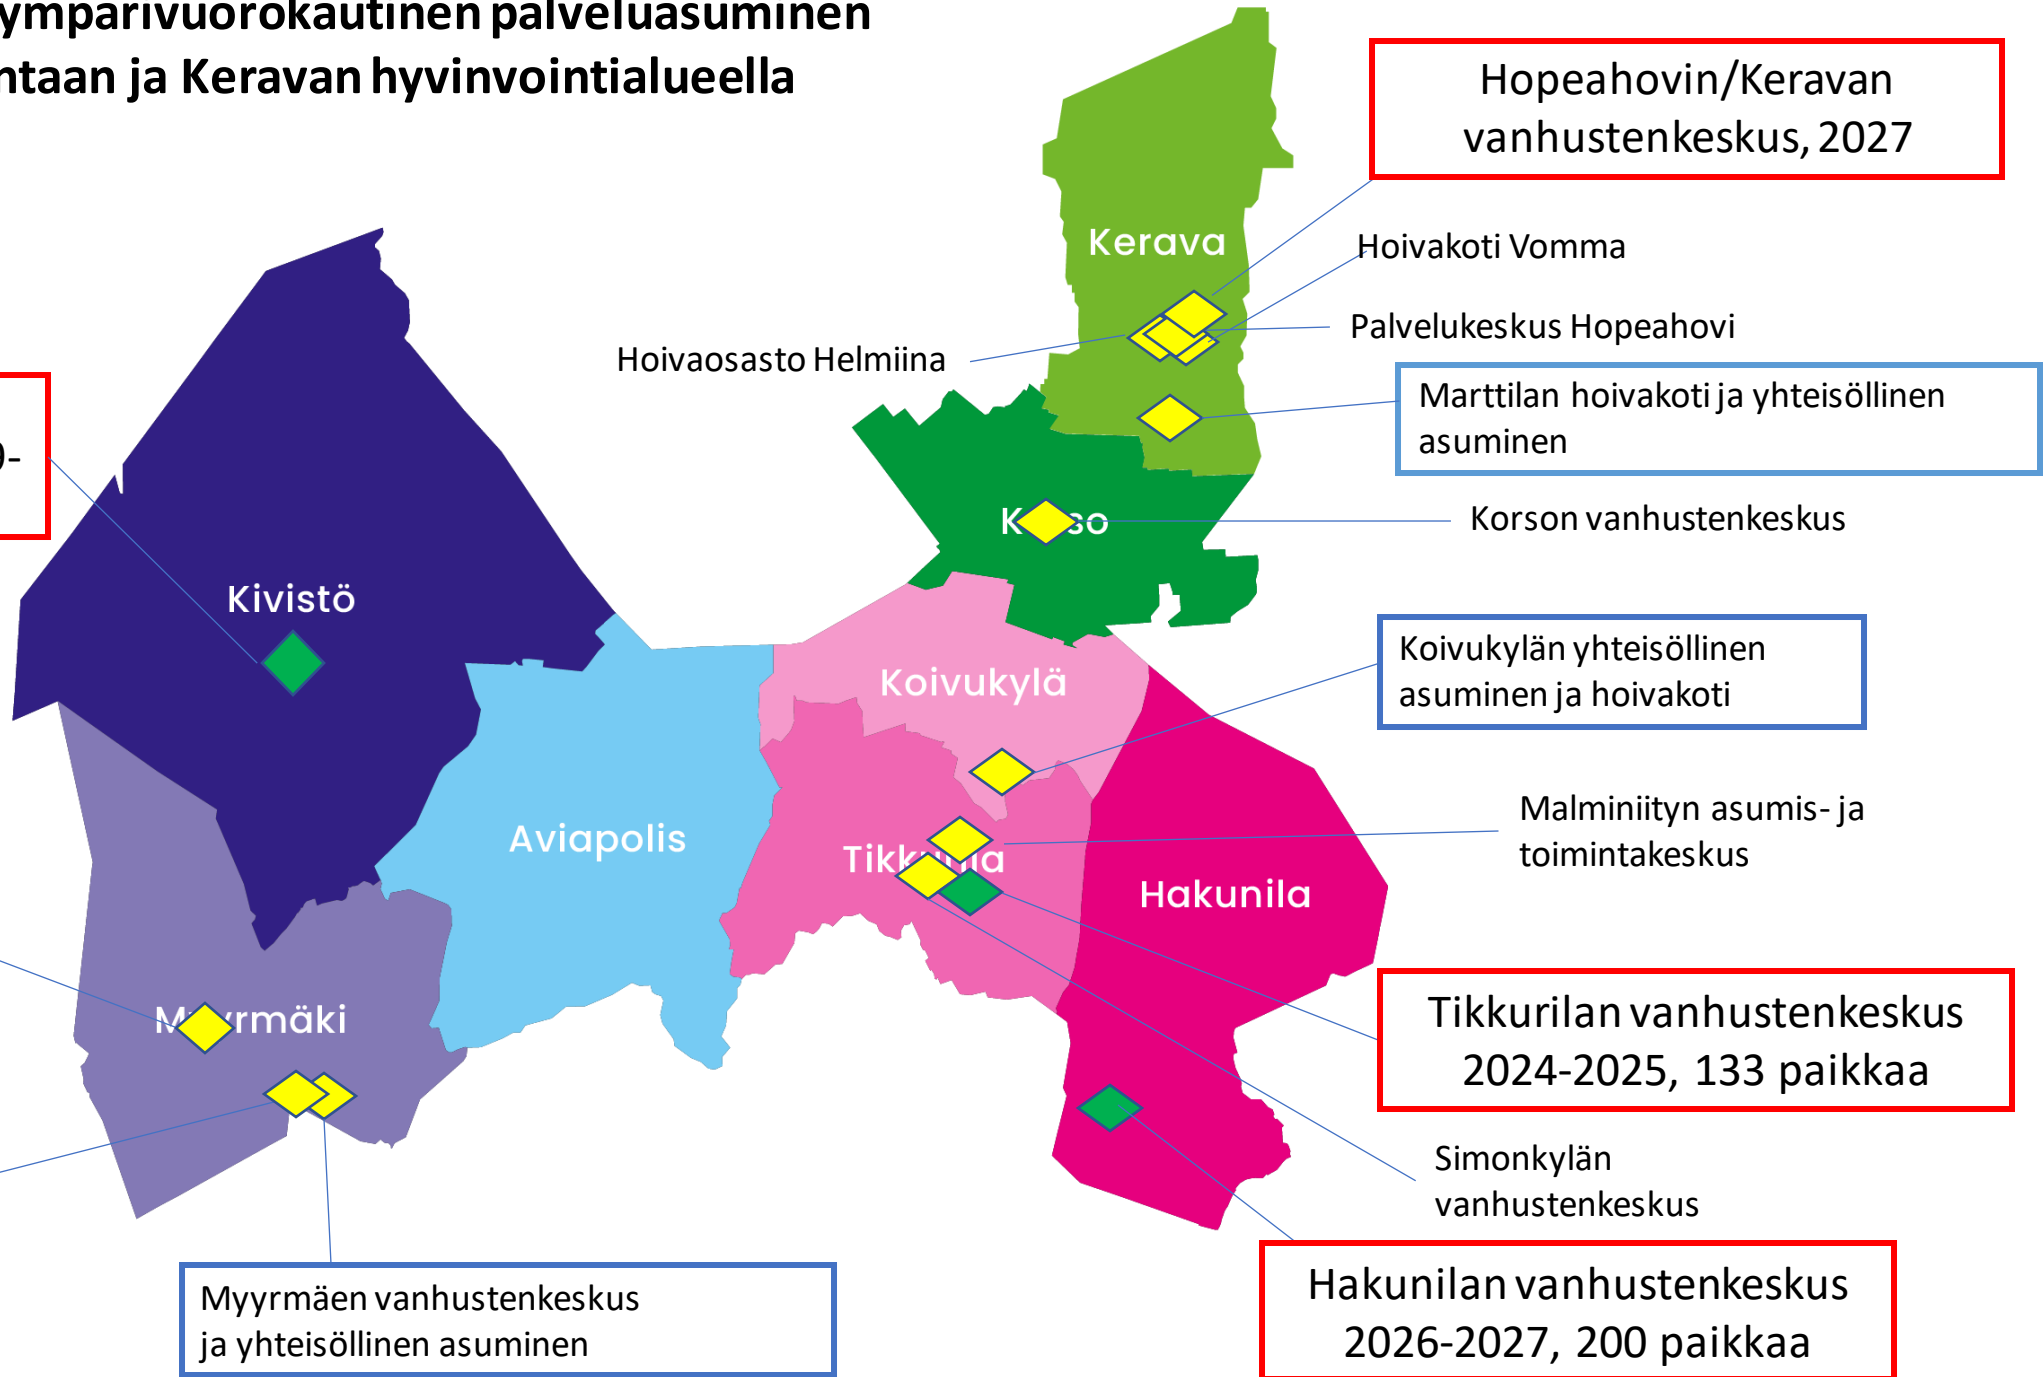 ympärivuorokautinen palveluasuminen
ntaan ja Keravan hyvinvointialueella
Hopeahovin/Keravan
vanhustenkeskus, 2027
Kerava
Hoivakoti Vomma
Palvelukeskus Hopeahovi
Hoivaosasto Helmiina
Marttilan hoivakoti ja yhteisöllinen
asuminen
9-
Korson vanhustenkeskus
Kivistö
Koivukylän yhteisöllinen
asuminen ja hoivakoti
Koivukylä
Malminiityn asumis- ja
toimintakeskus
Aviapolis
Hakunila
Tikkurilan vanhustenkeskus
2024-2025, 133 paikkaa
Simonkylän
vanhustenkeskus
Hakunilan vanhustenkeskus
2026-2027, 200 paikkaa
Myyrmäen vanhustenkeskus
ja yhteisöllinen asuminen